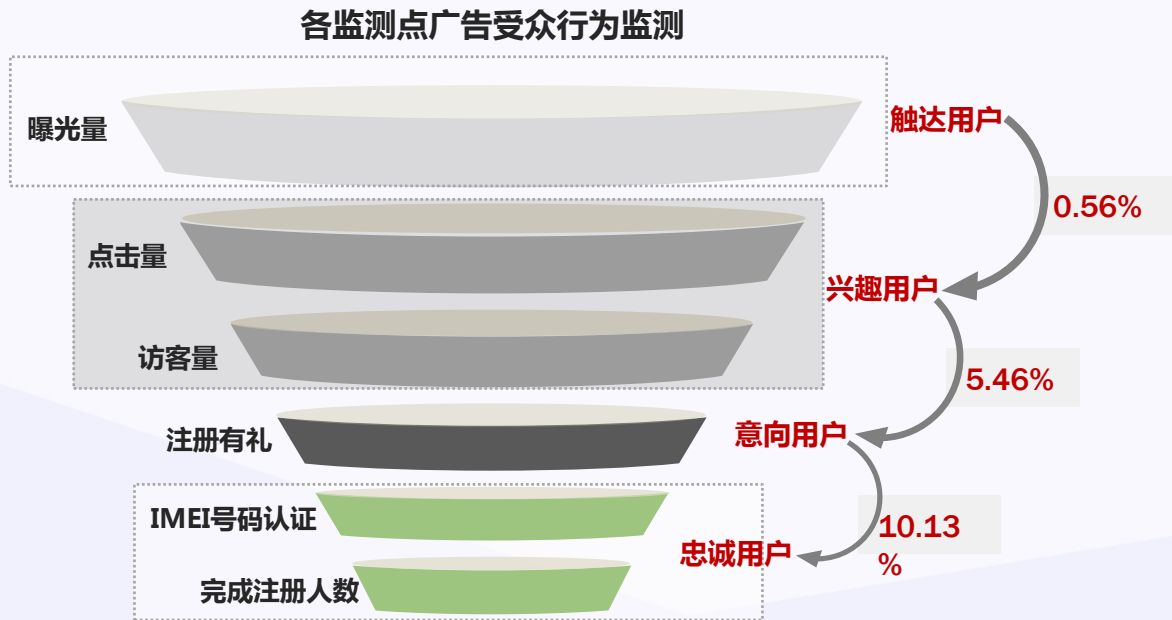 各监测点广告受众行为监测
曝光量
触达用户
0.56%
点击量
兴趣用户
访客量
5.46%
注册有礼
意向用户
IMEI号码认证
10.13
%
忠诚用户
完成注册人数